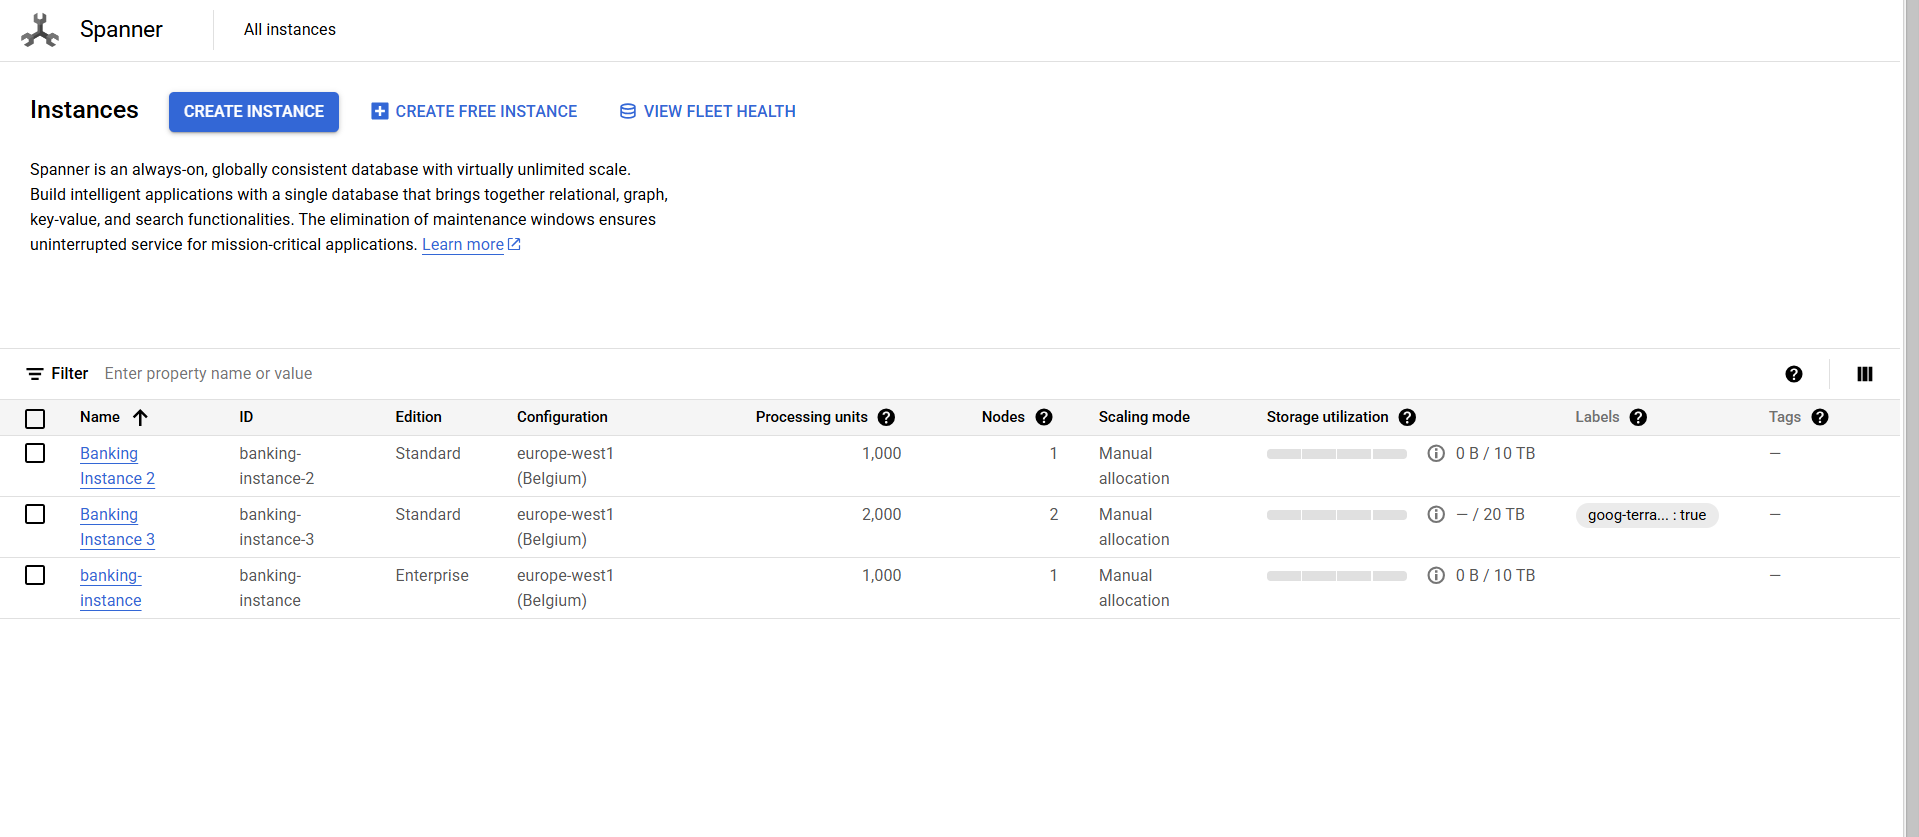 Spanner
All instances
Instances
CREATE INSTANCE
CREATE FREE INSTANCE
VIEW FLEET HEALTH
Spanner is an always-on, globally consistent database with virtually unlimited scale.
Build intelligent applications with a single database that brings together relational, graph,
key-value, and search functionalities. The elimination of maintenance windows ensures
uninterrupted service for mission-critical applications. Learn more
Filter Enter property name or value
Name ID Edition Configuration Processing units Nodes Scaling mode Storage utilization Labels Tags
Banking banking- Standard europe-west1 1,000 1 Manual 0 B / 10 TB —
Instance 2 instance-2 (Belgium) allocation
Banking banking- Standard europe-west1 2,000 2 Manual — / 20 TB goog-terra... : true —
Instance 3 instance-3 (Belgium) allocation
banking- banking- Enterprise europe-west1 1,000 1 Manual 0 B / 10 TB —
instance instance (Belgium) allocation